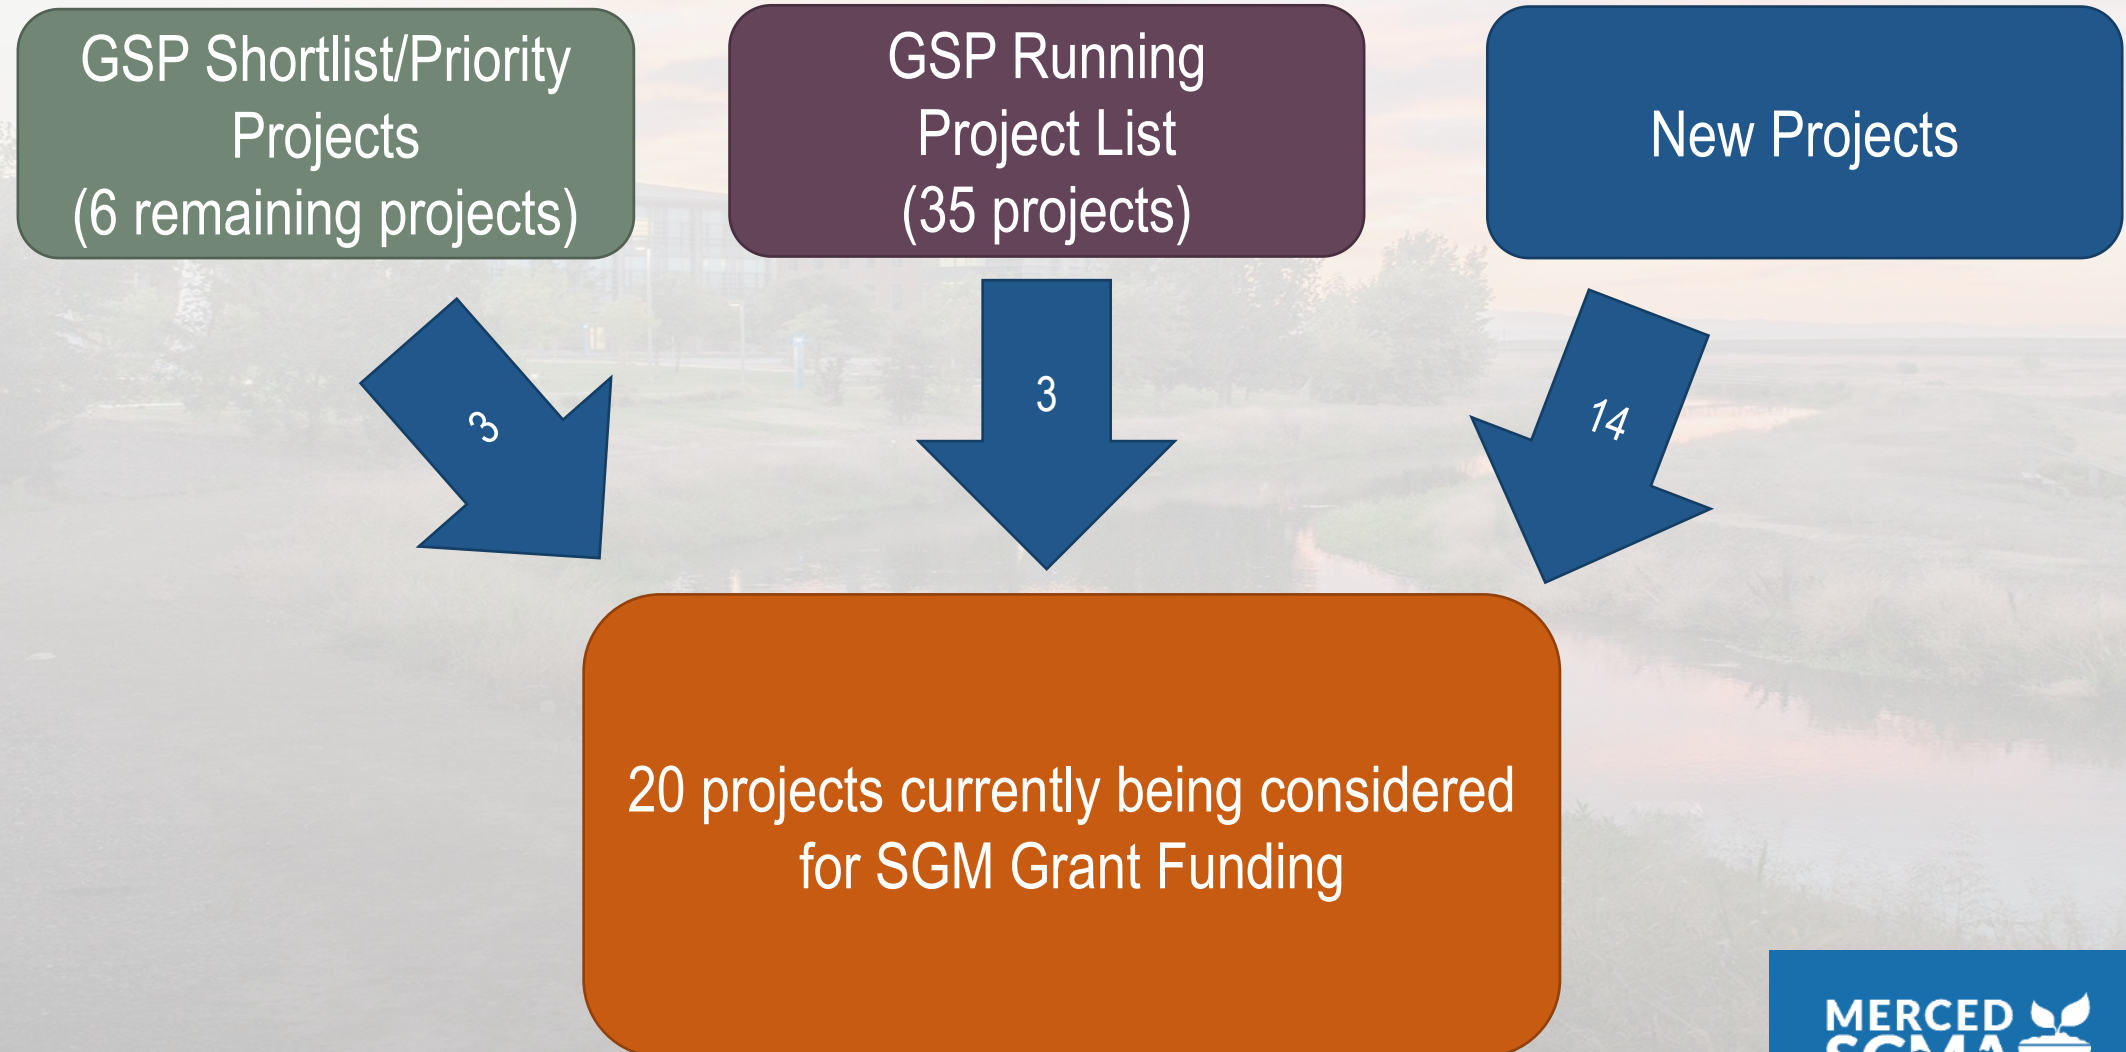 GSP Shortlist/Priority
Projects
(6 remaining projects)
GSP Running
Project List
(35 projects)
New Projects
3
3
14
20 projects currently being considered
for SGM Grant Funding
MERCED
SGMA